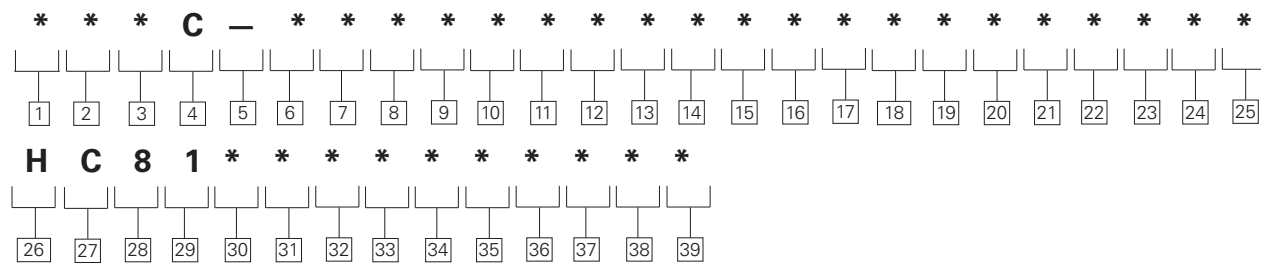 * * * C – * * * * * * * * * * * * * * * * * * * *
1 2 3 4 5 6 7 8 9 10 11 12 13 14 15 16 17 18 19 20 21 22 23 24 25
H C 8 1 * * * * * * * * * *
26 27 28 29 30 31 32 33 34 35 36 37 38 39